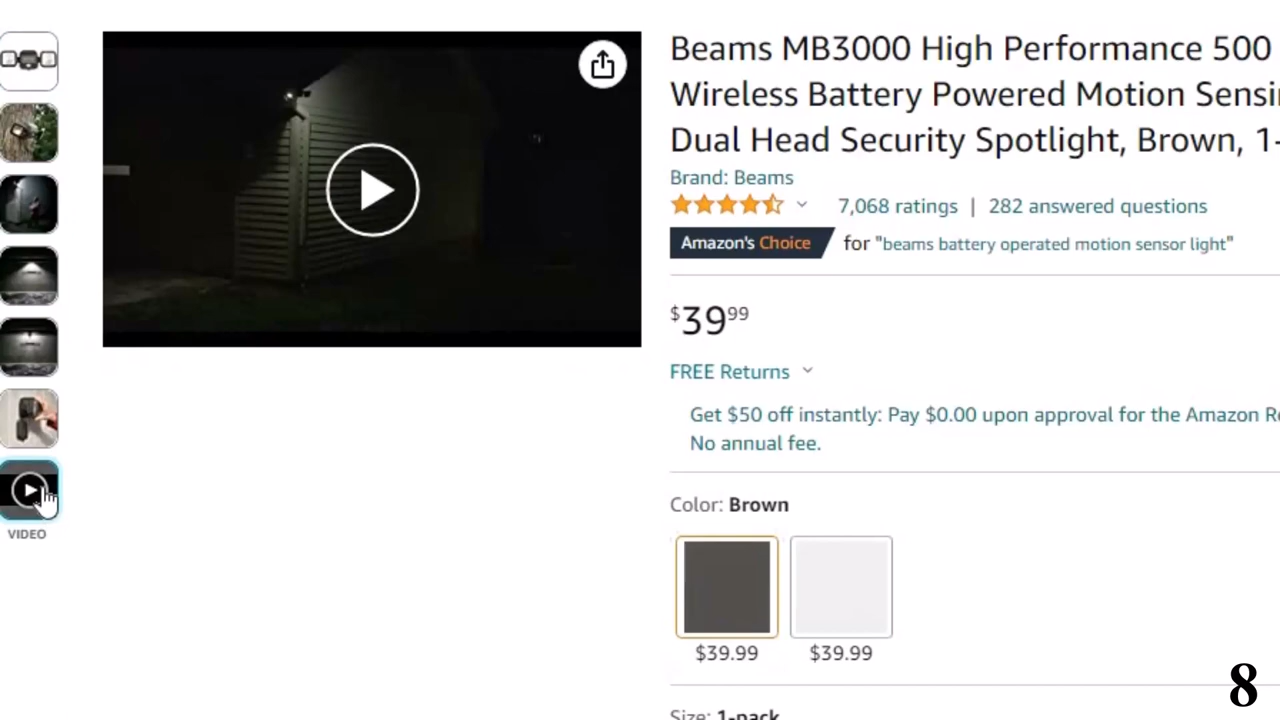 Beams MB3000 High Performance 500
Wireless Battery Powered Motion
Dual Head Security Spotlight, Brown,
Brand: Beams
7,068 ratings | 282 answered questions
Amazon's Choice for "beams battery operated motion sensor light"
$39.99
FREE Returns
Get $50 off instantly: Pay $0.00 upon approval for the Amazon
No annual fee.
Color: Brown
$39.99 $39.99
VIDEO
Size: 1-pack
8